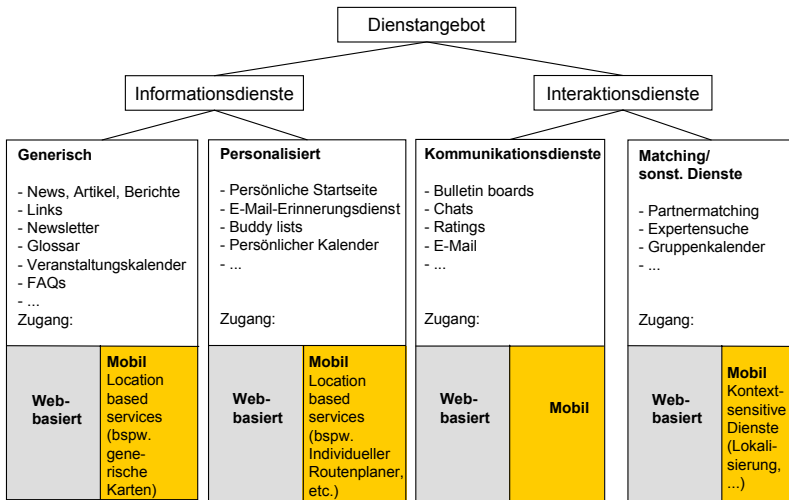 Dienstangebot
Informationsdienste
Interaktionsdienste
Generisch
- News, Artikel, Berichte
- Links
- Newsletter
- Glossar
- Veranstaltungskalender
- FAQs
- ...
Zugang:
Web-
basiert
Mobil
Location
based
services
(bspw.
gene-
rische
Karten)
Personalisiert
- Persönliche Startseite
- E-Mail-Erinnerungsdienst
- Buddy lists
- Persönlicher Kalender
- ...
Zugang:
Web-
basiert
Mobil
Location
based
services
(bspw.
Individueller
Routenplaner,
etc.)
Kommunikationsdienste
- Bulletin boards
- Chats
- Ratings
- E-Mail
- ...
Zugang:
Web-
basiert
Mobil
Matching/
sonst. Dienste
- Partnermatching
- Expertensuche
- Gruppenkalender
- ...
Zugang:
Web-
basiert
Mobil
Kontext-
sensitive
Dienste
(Lokali-
sierung,
...)